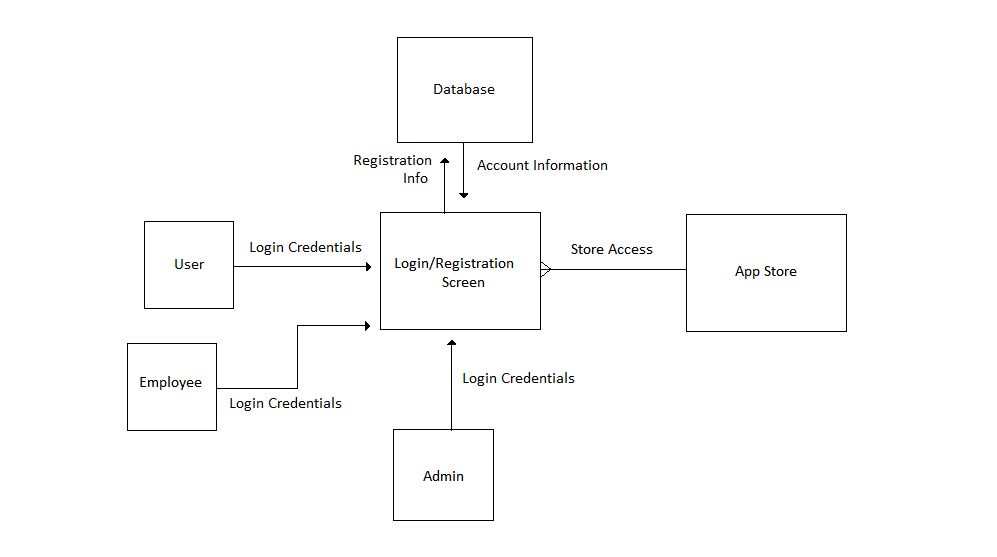 Database
Registration
Info
Account Information
User
Login Credentials
Login/Registration
Screen
Store Access
App Store
Employee
Login Credentials
Login Credentials
Admin